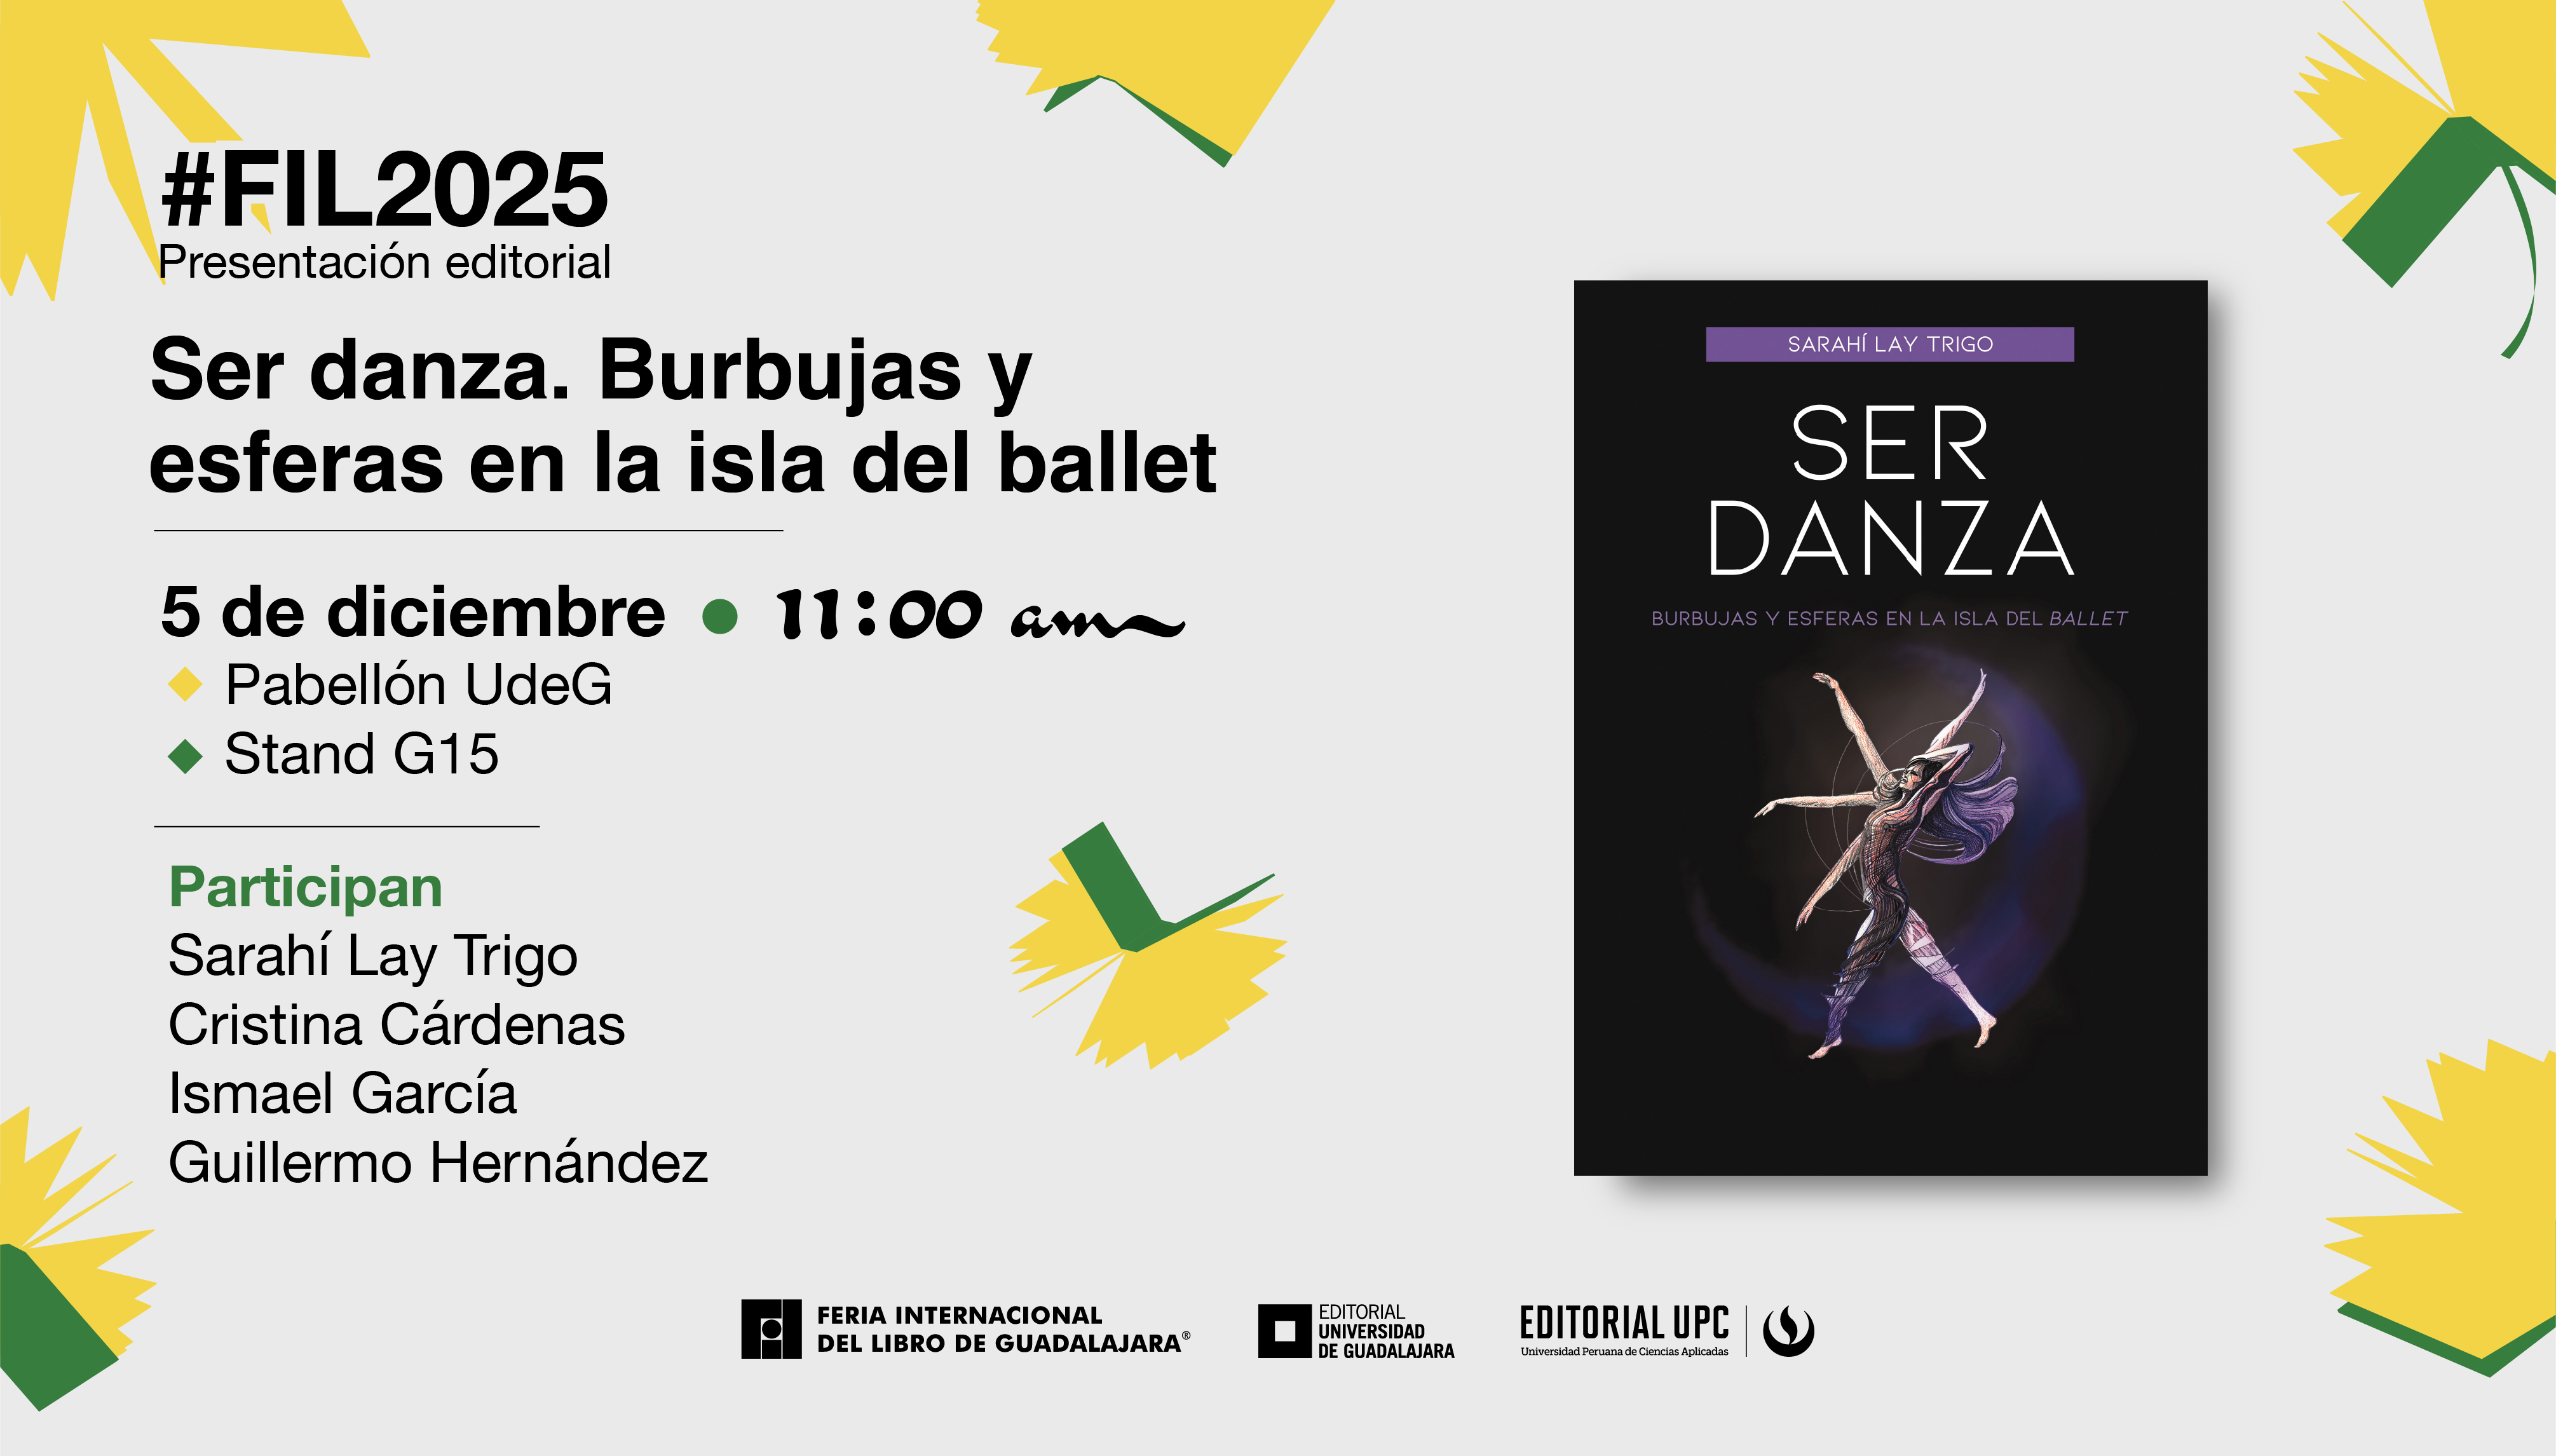 #FIL2025
Presentación editorial
Ser danza. Burbujas y
esferas en la isla del ballet
5 de diciembre ● 11:00 am
Pabellón UdeG
Stand G15
Participan
Sarahí Lay Trigo
Cristina Cárdenas
Ismael García
Guillermo Hernández
SARAHÍ LAY TRIGO
SER
DANZA
BURBUJAS Y ESFERAS EN LA ISLA DEL BALLET
FERIA INTERNACIONAL
DEL LIBRO DE GUADALAJARA®
EDITORIAL
UNIVERSIDAD
DE GUADALAJARA
EDITORIAL UPC
Universidad Peruana de Ciencias Aplicadas